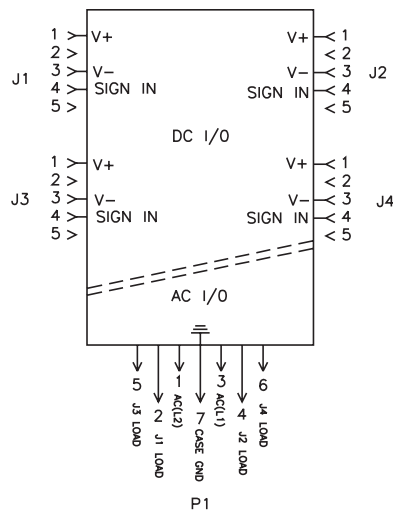 1 V+ V+ 1
2 2
J1 3 V– V– 3 J2
4 SIGN IN SIGN IN 4
5 5
DC I/O
1 V+ V+ 1
2 2
J3 3 V– V– 3 J4
4 SIGN IN SIGN IN 4
5 5
AC I/O
5 J3 LOAD
2 J1 LOAD
1 AC(L2)
7 CASE GND
3 AC(L1)
4 J2 LOAD
6 J4 LOAD
P1